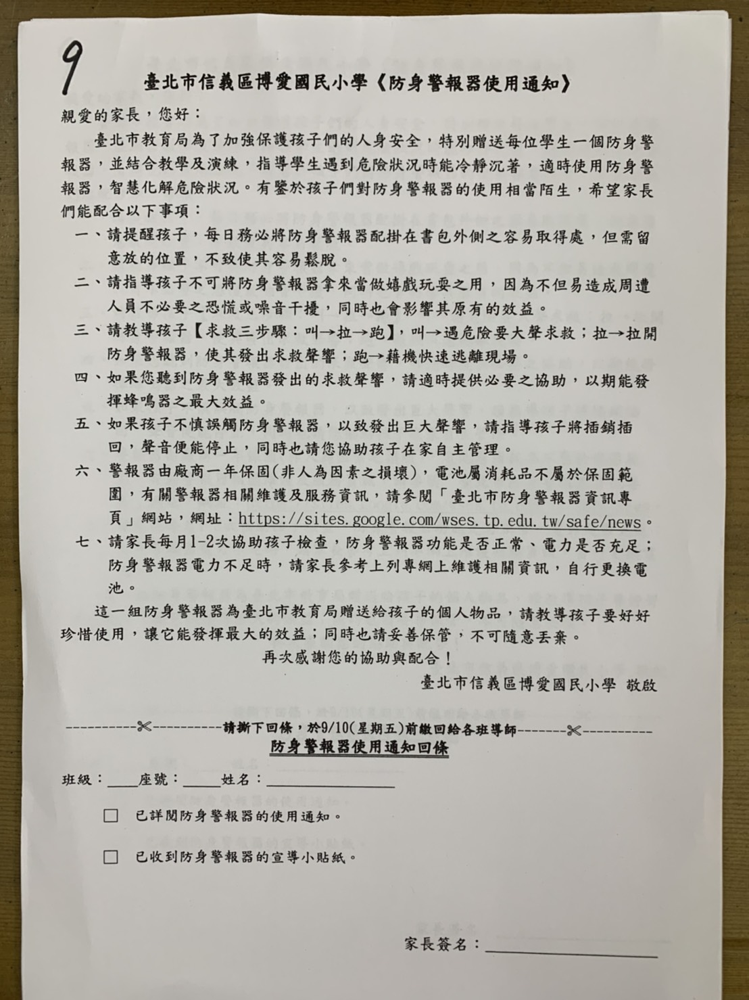 9
臺北市信義區博愛國民小學《防身警報器使用通知》
親愛的家長，您好：
臺北市教育局為了加強保護孩子們的人身安全，特別贈送每位學生一個防身警
報器，並結合教學及演練，指導學生遇到危險狀況時能冷靜沉著，適時使用防身警
報器，智慧化解危險狀況。有鑒於孩子們對防身警報器的使用相當陌生，希望家長
們能配合以下事項：
一、請提醒孩子，每日務必將防身警報器配掛在書包外側之容易取得處，但需留
意放的位置，不致使其容易鬆脫。
二、請指導孩子不可將防身警報器拿來當做嬉戲玩耍之用，因為不但易造成周遭
人員不必要之恐慌或噪音干擾，同時也會影響其原有的效益。
三、請教導孩子【求救三步驟：叫→拉→跑】，叫→遇危險要大聲求救；拉→拉開
防身警報器，使其發出求救聲響；跑→藉機快速逃離現場。
四、如果您聽到防身警報器發出的求救聲響，請適時提供必要之協助，以期能發
揮蜂鳴器之最大效益。
五、如果孩子不慎誤觸防身警報器，以致發出巨大聲響，請指導孩子將插銷插
回，聲音便能停止，同時也請您協助孩子在家自主管理。
六、警報器由廠商一年保固(非人為因素之損壞)，電池屬消耗品不屬於保固範
圍，有關警報器相關維護及服務資訊，請參閱「臺北市防身警報器資訊專
頁」網站，網址：https://sites.google.com/wses.tp.edu.tw/safe/news。
七、請家長每月1-2次協助孩子檢查，防身警報器功能是否正常、電力是否充足；
防身警報器電力不足時，請家長參考上列專網上維護相關資訊，自行更換電
池。
這一組防身警報器為臺北市教育局贈送給孩子的個人物品，請教導孩子要好好
珍惜使用，讓它能發揮最大的效益；同時也請妥善保管，不可隨意丟棄。
再次感謝您的協助與配合！
臺北市信義區博愛國民小學 敬啟
----------✂----------請撕下回條，於9/10(星期五)前繳回給各班導師-------✂----------
防身警報器使用通知回條
班級：____座號：____姓名：______________
□ 已詳閱防身警報器的使用通知。
□ 已收到防身警報器的宣導小貼紙。
家長簽名：___________________